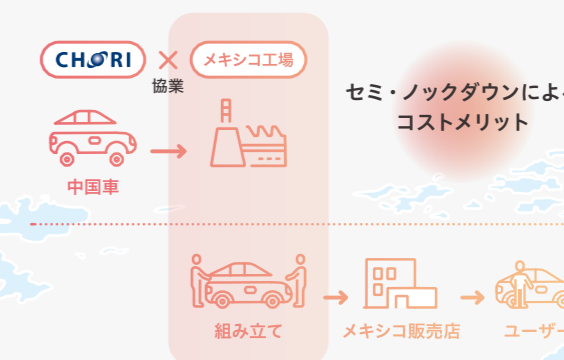 CHORI
メキシコ工場
協業
中国車
セミ・ノックダウンによ
コストメリット
組み立て
メキシコ販売店
ユーザー